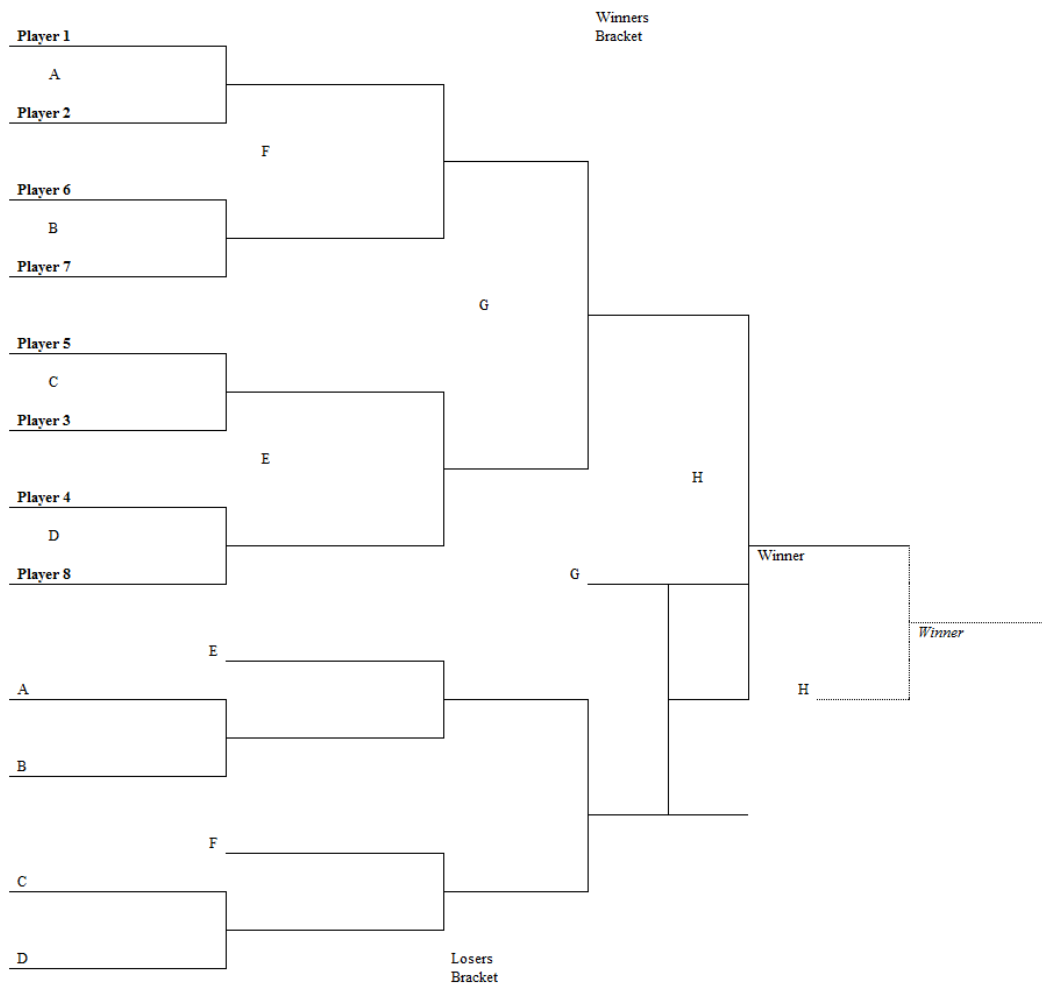 Winners
Bracket
Player 1
A
Player 2
F
Player 6
B
Player 7
G
Player 5
C
Player 3
E
Player 4
H
D
Winner
Player 8
G
Winner
E
A
H
B
F
C
D
Losers
Bracket